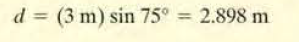 d = (3 m) sin 75° = 2.898 m